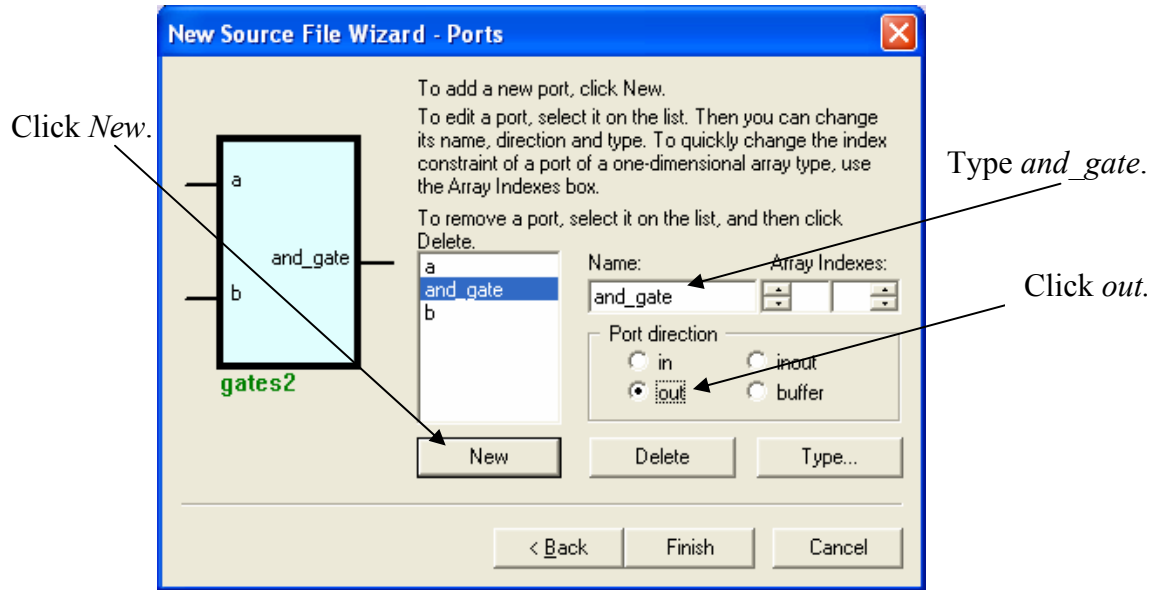 New Source File Wizard - Ports
To add a new port, click New.
To edit a port, select it on the list. Then you can change
its name, direction and type. To quickly change the index
constraint of a port of a one-dimensional array type, use
the Array Indexes box.
To remove a port, select it on the list, and then click
Delete.
Click New.
Type and_gate.
Click out.
a
and_gate
b
gates2
a
and_gate
b
Name:
Array Indexes:
and_gate
Port direction
in
inout
out
buffer
New
Delete
Type...
< Back
Finish
Cancel